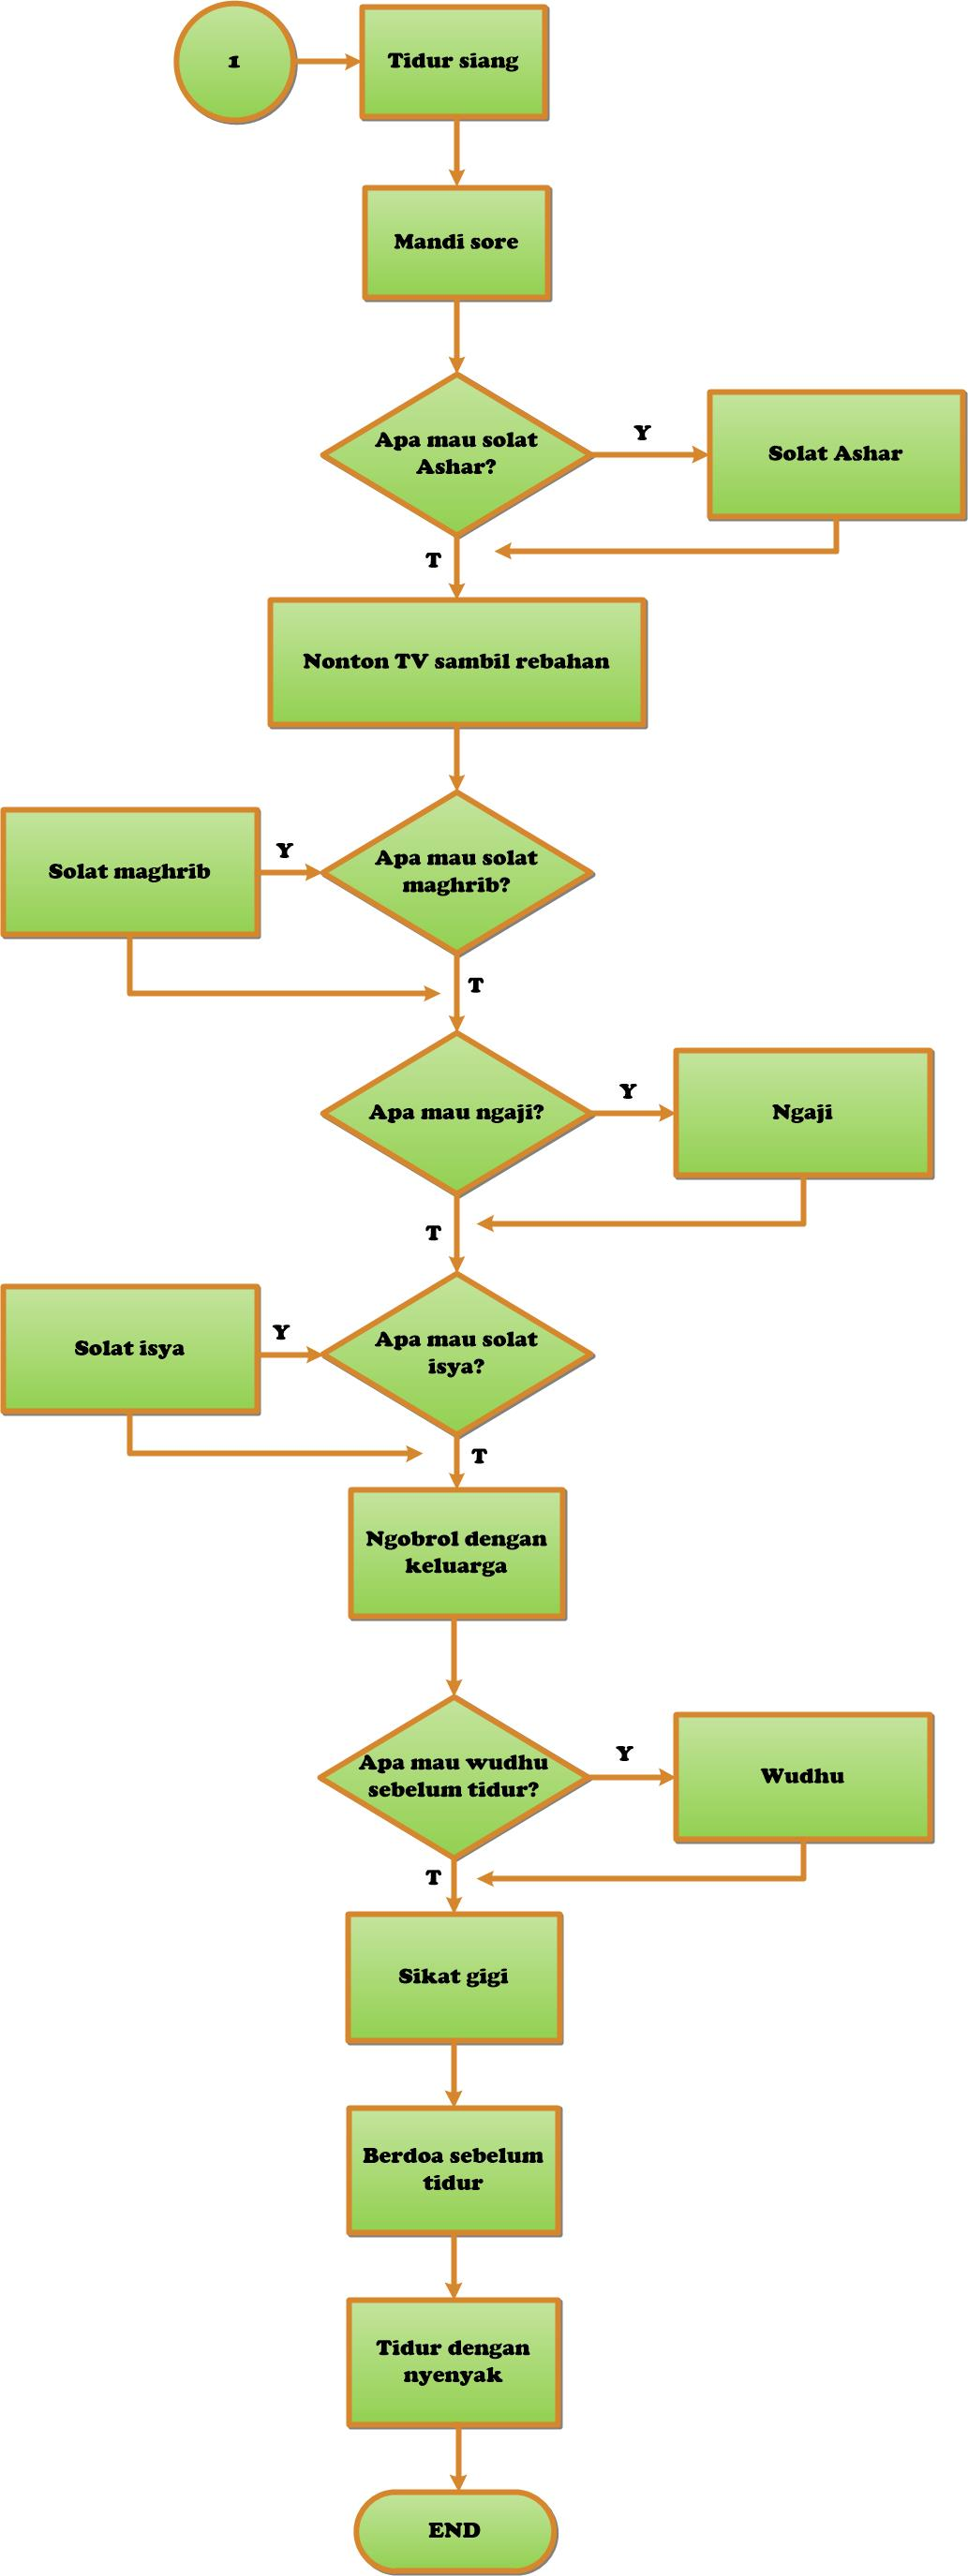 1
Tidur siang
Mandi sore
Apa mau solat
Ashar?
Y
Solat Ashar
T
Nonton TV sambil rebahan
Solat maghrib
Y
Apa mau solat
maghrib?
T
Apa mau ngaji?
Y
Ngaji
T
Solat isya
Y
Apa mau solat
isya?
T
Ngobrol dengan
keluarga
Apa mau wudhu
sebelum tidur?
Y
Wudhu
T
Sikat gigi
Berdoa sebelum
tidur
Tidur dengan
nyenyak
END